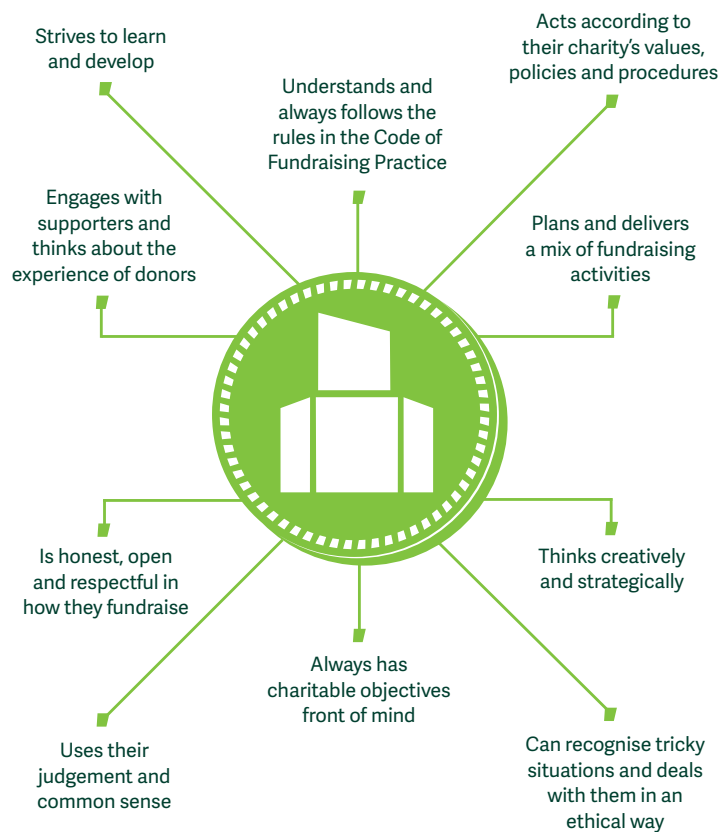 Strives to learn
and develop
Understands and
always follows the
rules in the Code of
Fundraising Practice
Acts according to
their charity’s values,
policies and procedures
Engages with
supporters and
thinks about the
experience of donors
Plans and delivers
a mix of fundraising
activities
Is honest, open
and respectful in
how they fundraise
Thinks creatively
and strategically
Uses their
judgement and
common sense
Always has
charitable objectives
front of mind
Can recognise tricky
situations and deals
with them in an
ethical way